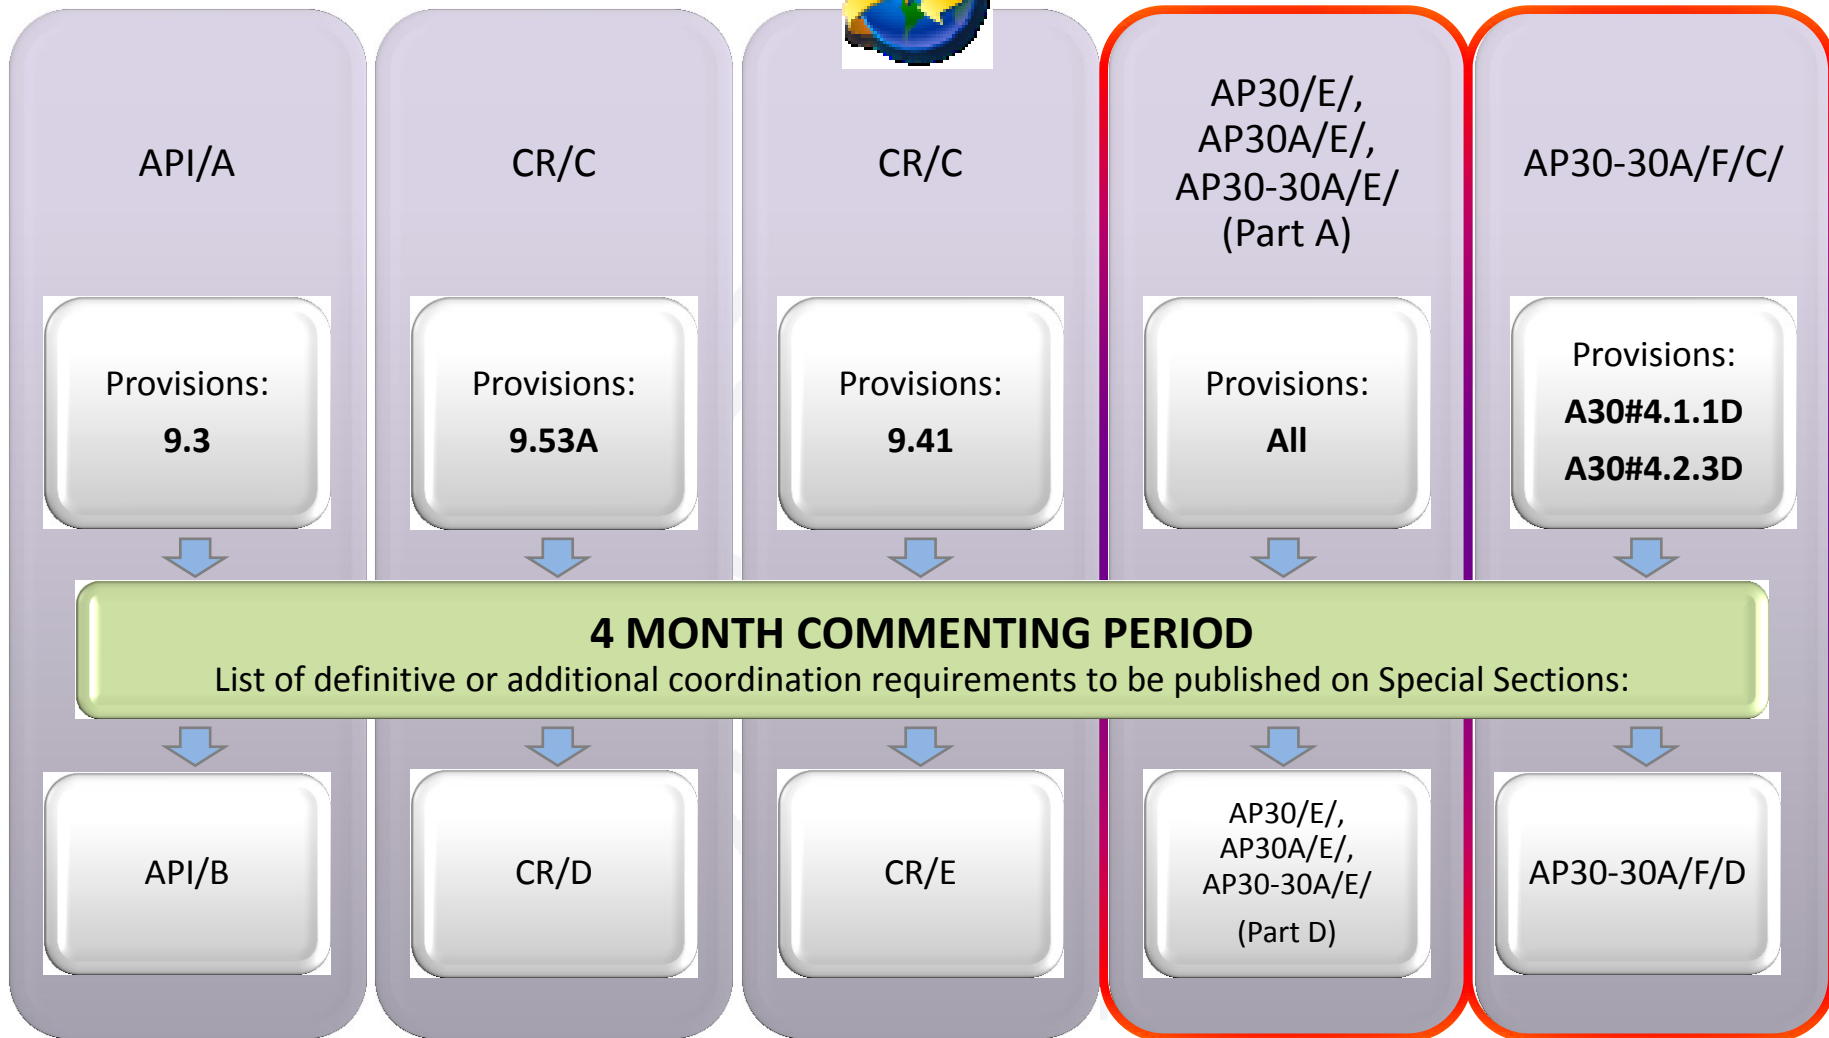 API/A
CR/C
CR/C
AP30/E/,
AP30A/E/,
AP30-30A/E/
(Part A)
AP30-30A/F/C/
Provisions:
9.3
Provisions:
9.53A
Provisions:
9.41
Provisions:
All
Provisions:
A30#4.1.1D
A30#4.2.3D
4 MONTH COMMENTING PERIOD
List of definitive or additional coordination requirements to be published on Special Sections:
API/B
CR/D
CR/E
AP30/E/,
AP30A/E/,
AP30-30A/E/
(Part D)
AP30-30A/F/D